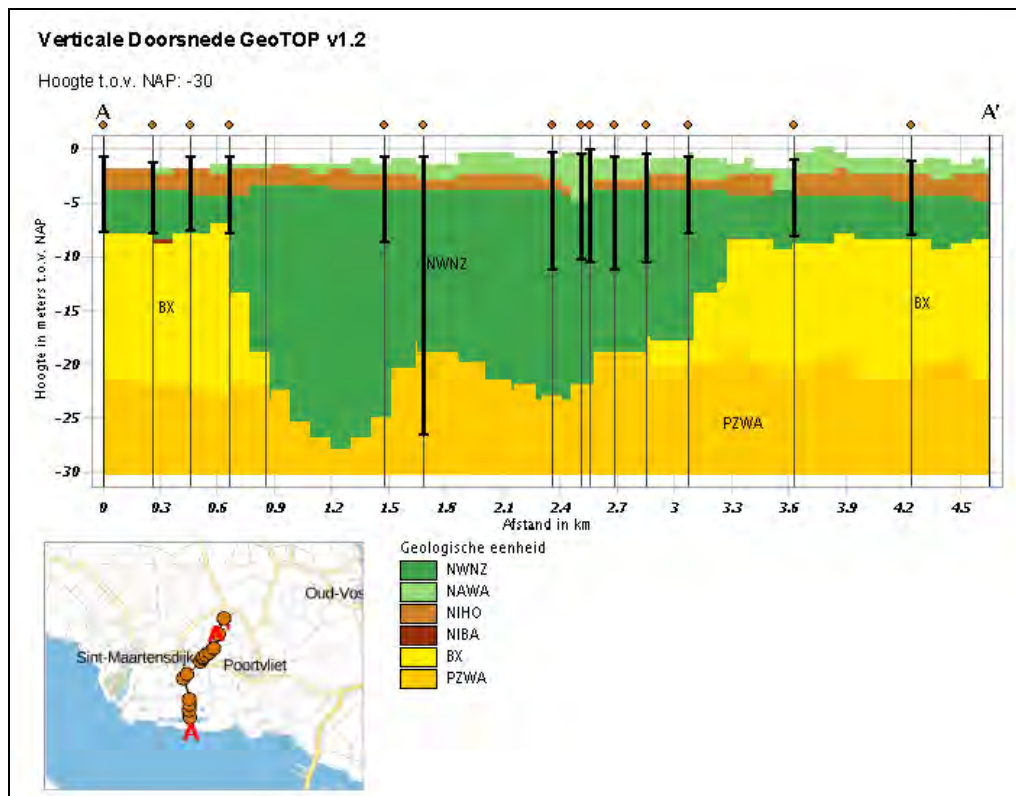 Verticale Doorsnede GeoTOP v1.2
Hoogte t.o.v. NAP: -30
A A'
0
-5
-10
-15
-20
-25
-30
Hoogte in meters t.o.v. NAP
NWNZ
BX
BX
PZWA
0 0.3 0.6 0.9 1.2 1.5 1.8 2.1 2.4 2.7 3 3.3 3.6 3.9 4.2 4.5
Afstand in km
Geologische eenheid
NWNZ
NAWA
NIHO
NIBA
BX
PZWA
Oud-Vos
A'
Sint-Maartensdijk
Poortvliet
A